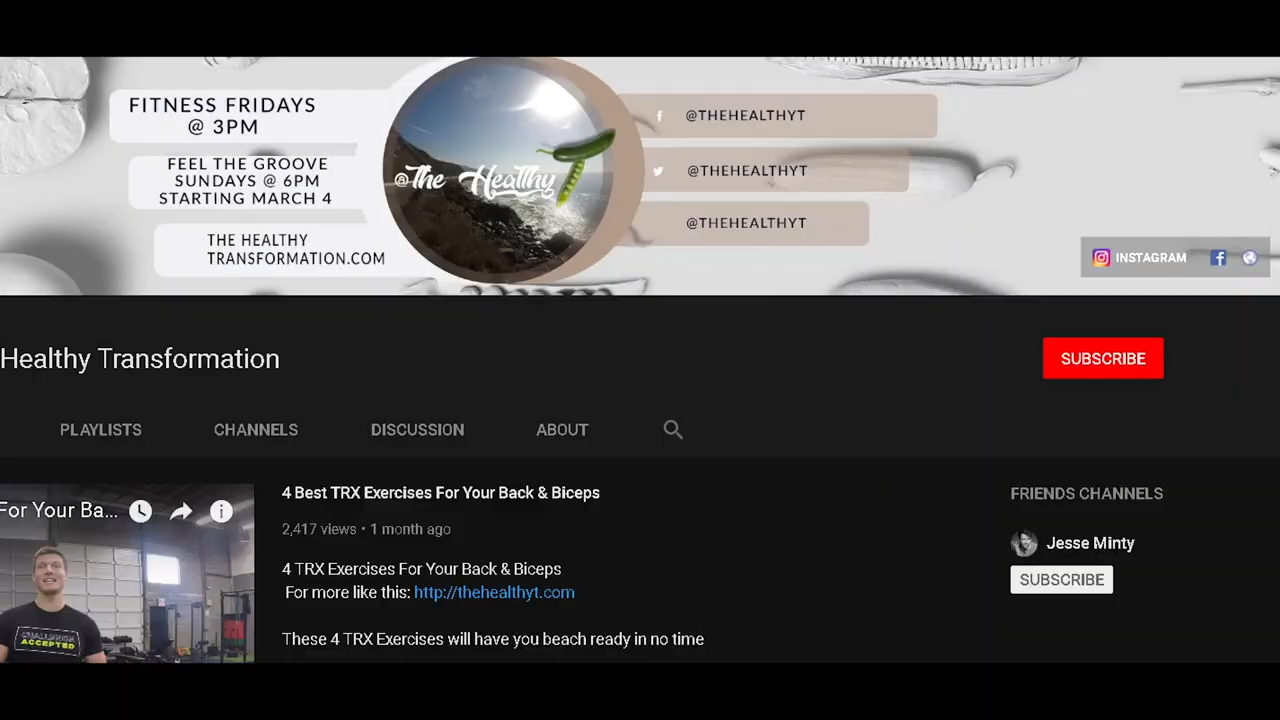 FITNESS FRIDAYS
@ 3PM
FEEL THE GROOVE
SUNDAYS @ 6PM
STARTING MARCH 4
THE HEALTHY
TRANSFORMATION.COM
@The Healthy T
@THEHEALTHYT
@THEHEALTHYT
@THEHEALTHYT
INSTAGRAM
Healthy Transformation
SUBSCRIBE
PLAYLISTS
CHANNELS
DISCUSSION
ABOUT
For Your Ba...
CHALLENGE
ACCEPTED
4 Best TRX Exercises For Your Back & Biceps
2,417 views • 1 month ago
4 TRX Exercises For Your Back & Biceps
For more like this: http://thehealthyt.com
These 4 TRX Exercises will have you beach ready in no time
FRIENDS CHANNELS
Jesse Minty
SUBSCRIBE